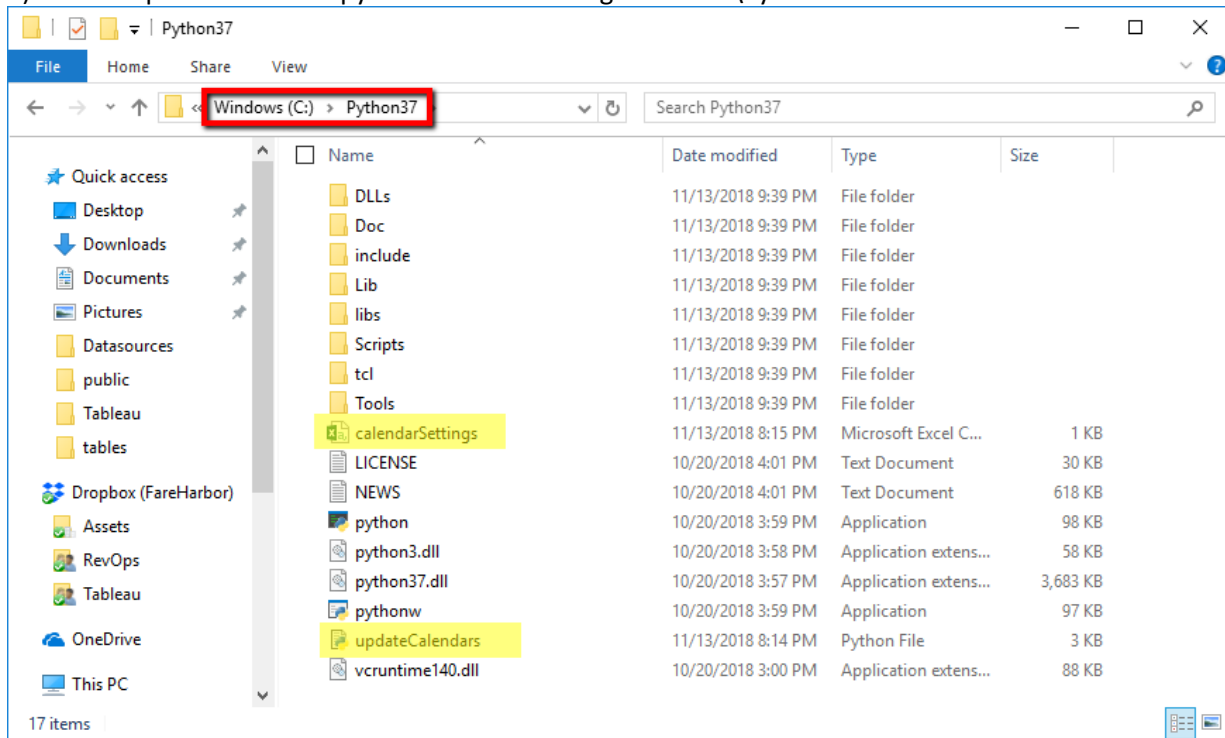 Python37
File Home Share View
« Windows (C:) > Python37
Search Python37
Name Date modified Type Size
Quick access
Desktop
Downloads
Documents
Pictures
Datasources
public
Tableau
tables
Dropbox (FareHarbor)
Assets
RevOps
Tableau
OneDrive
This PC
DLLs 11/13/2018 9:39 PM File folder
Doc 11/13/2018 9:39 PM File folder
include 11/13/2018 9:39 PM File folder
Lib 11/13/2018 9:39 PM File folder
libs 11/13/2018 9:39 PM File folder
Scripts 11/13/2018 9:39 PM File folder
tcl 11/13/2018 9:39 PM File folder
Tools 11/13/2018 9:39 PM File folder
calendarSettings 11/13/2018 8:15 PM Microsoft Excel C... 1 KB
LICENSE 10/20/2018 4:01 PM Text Document 30 KB
NEWS 10/20/2018 4:01 PM Text Document 618 KB
python 10/20/2018 3:59 PM Application 98 KB
python3.dll 10/20/2018 3:58 PM Application extens... 58 KB
python37.dll 10/20/2018 3:57 PM Application extens... 3,683 KB
pythonw 10/20/2018 3:59 PM Application 97 KB
updateCalendars 11/13/2018 8:14 PM Python File 3 KB
vcruntime140.dll 10/20/2018 3:00 PM Application extens... 88 KB
17 items